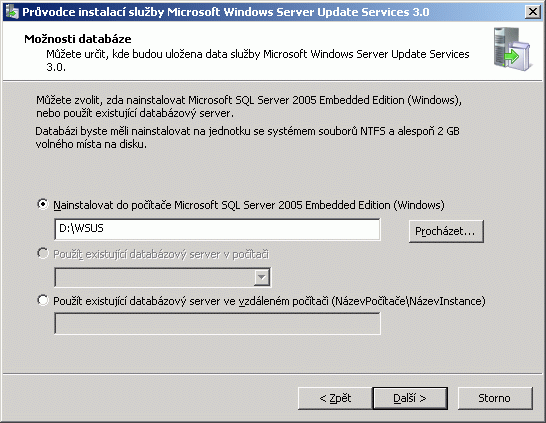 Průvodce instalací služby Microsoft Windows Server Update Services 3.0
Možnosti databáze
Můžete určit, kde budou uložena data služby Microsoft Windows Server Update Services
3.0.
Můžete zvolit, zda nainstalovat Microsoft SQL Server 2005 Embedded Edition (Windows),
nebo použít existující databázový server.
Databázi byste měli nainstalovat na jednotku se systémem souborů NTFS a alespoň 2 GB
volného místa na disku.
Nainstalovat do počítače Microsoft SQL Server 2005 Embedded Edition (Windows)
D:\WSUS
Procházet...
Použít existující databázový server v počítači
Použít existující databázový server ve vzdáleném počítači (NázevPočítače\NázevInstance)
< Zpět
Další >
Storno